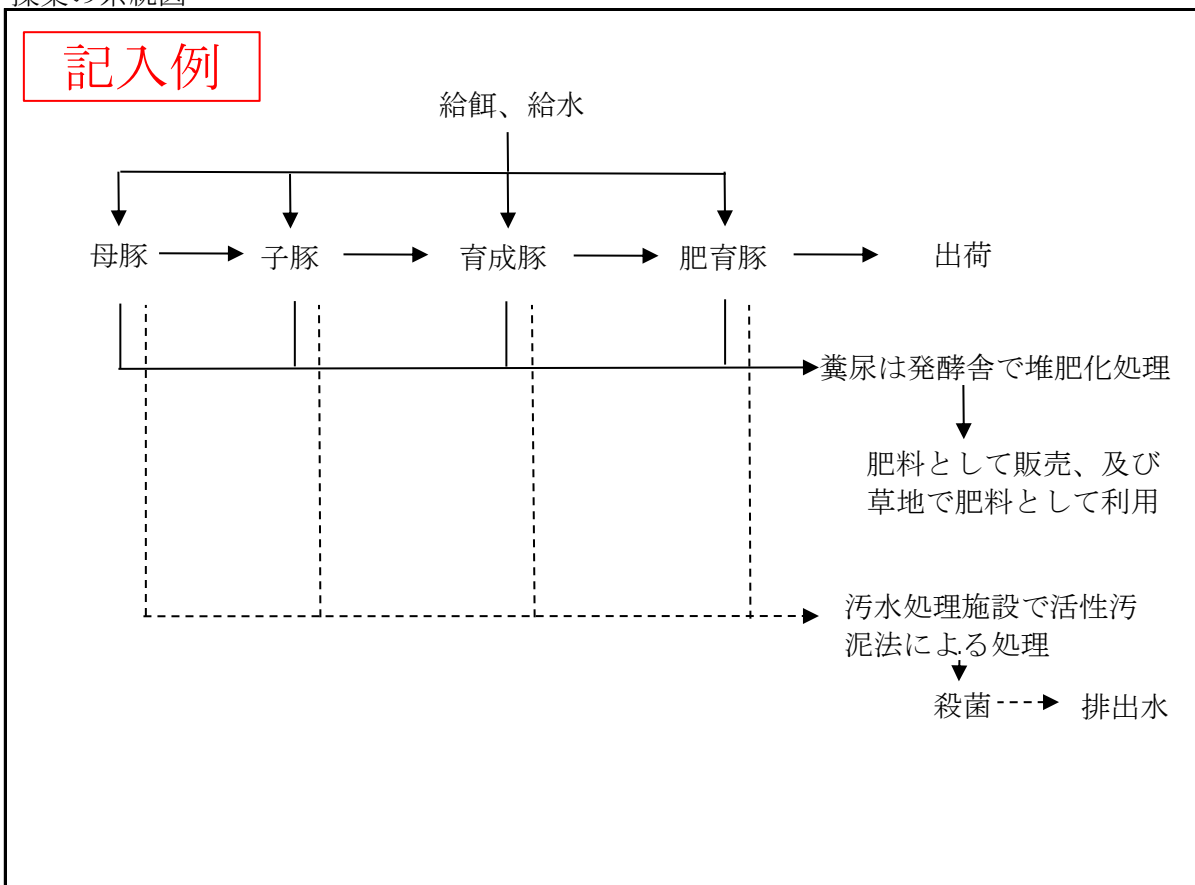 記入例
給餌、給水
母豚 子豚 育成豚 肥育豚 出荷
糞尿は発酵舎で堆肥化処理
肥料として販売、及び
草地で肥料として利用
汚水処理施設で活性汚
泥法による処理
殺菌 排出水